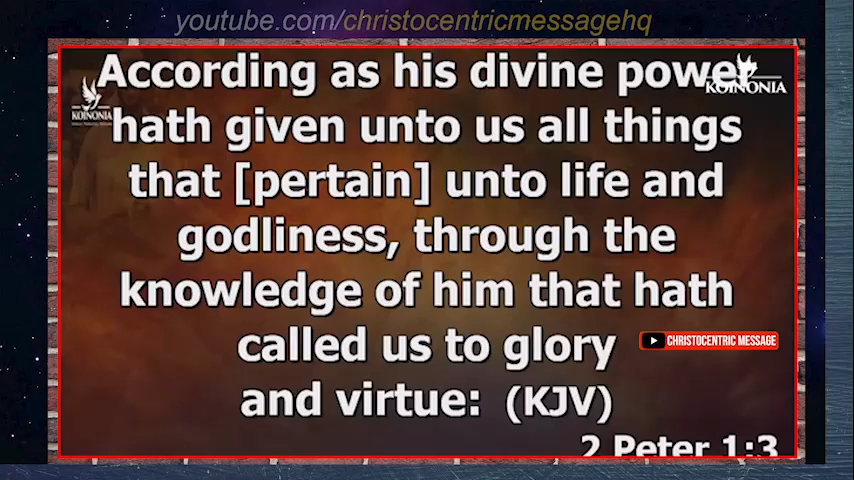 youtube.com/christocentricmessagehq
According as his divine power
KOINONIA
KOINONIA
hath given unto us all things
that [pertain] unto life and
godliness, through the
knowledge of him that hath
called us to glory
CHRISTOCENTRIC MESSAGE
and virtue: (KJV)
2 Peter 1:3